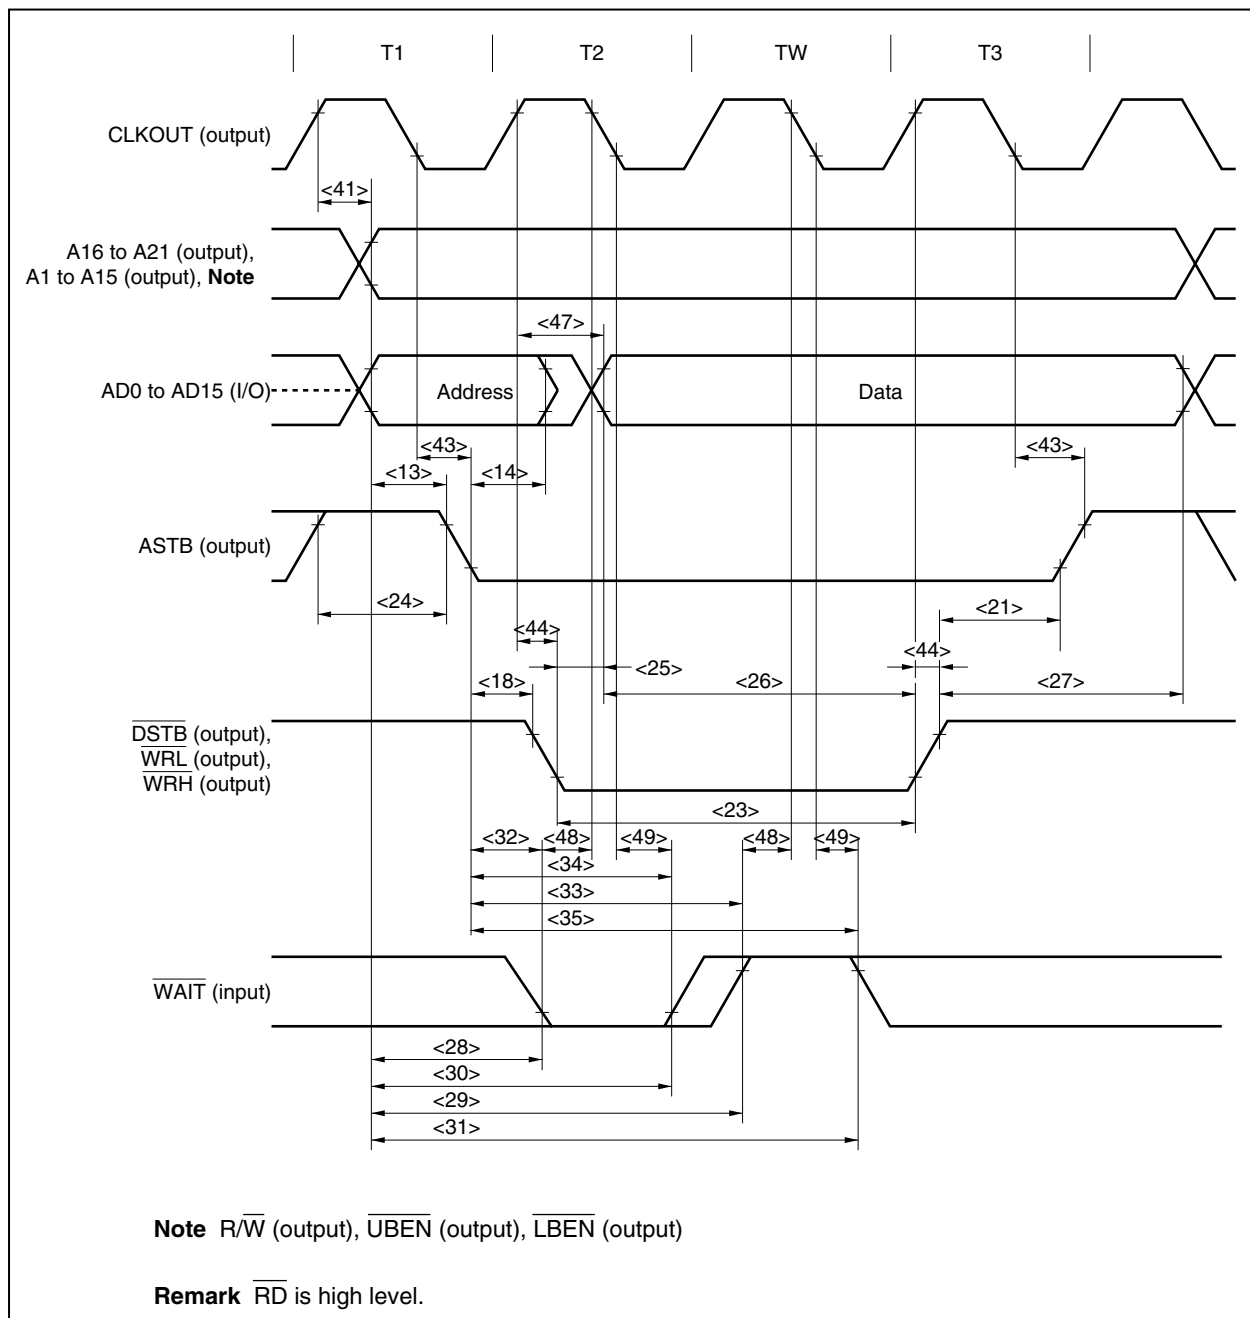 T1 T2 TW T3
CLKOUT (output)
<41>
A16 to A21 (output),
A1 to A15 (output), Note
<47>
AD0 to AD15 (I/O)
Address
Data
<43> <43>
<13> <14>
ASTB (output)
<24> <21>
<44> <44>
<25>
<18> <26> <27>
DSTB (output),
WRL (output),
WRH (output)
<23>
<32> <48> <49> <48> <49>
<34>
<33>
<35>
WAIT (input)
<28>
<30>
<29>
<31>
Note R/W (output), UBEN (output), LBEN (output)
Remark RD is high level.